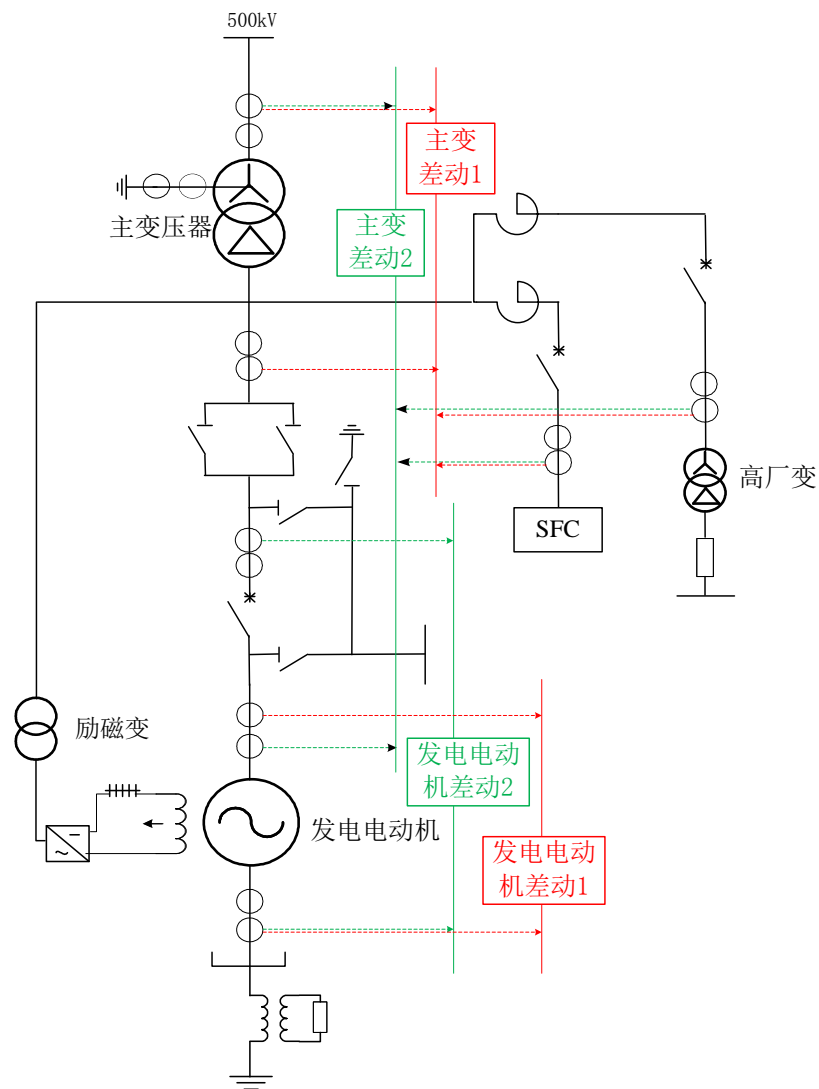 500kV
主变
差动1
主变压器
主变
差动2
高厂变
SFC
励磁变
发电电动
机差动2
发电电动机
发电电动
机差动1